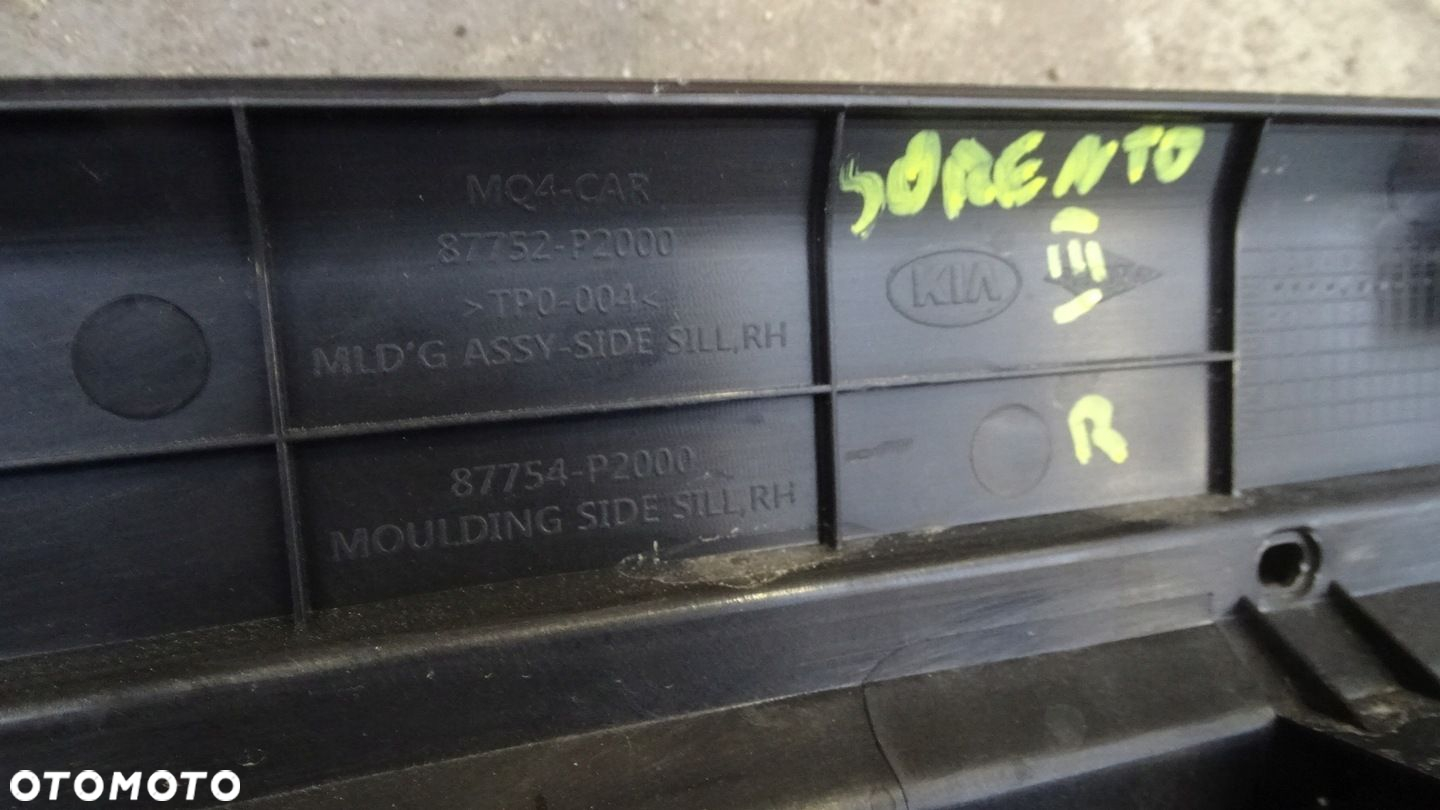 MQ4-CAR
87752-P2000
>TPO-004<
MLD'G ASSY-SIDE SILL,RH
87754-P2000
MOULDING SIDE SILL,RH
SORENTO
III
KIA
R
OTOMOTO